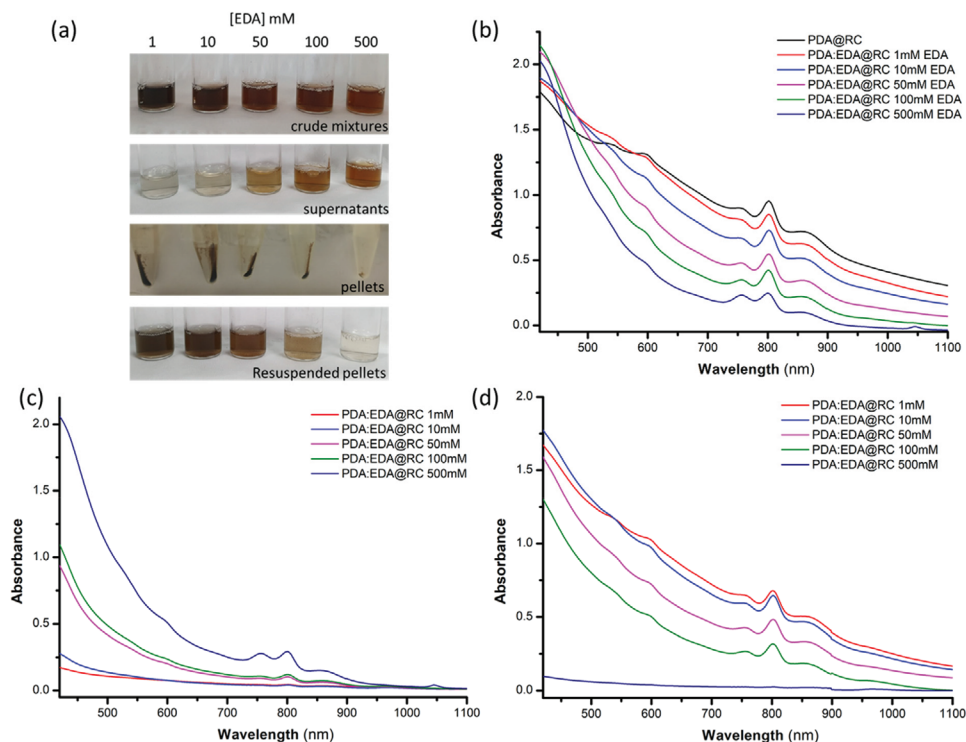 (a)
[EDA] mM
1 10 50 100 500
crude mixtures
supernatants
pellets
Resuspended pellets
(b)
PDA@RC
PDA:EDA@RC 1mM EDA
PDA:EDA@RC 10mM EDA
PDA:EDA@RC 50mM EDA
PDA:EDA@RC 100mM EDA
PDA:EDA@RC 500mM EDA
Absorbance
2.0
1.5
1.0
0.5
0.0
500 600 700 800 900 1000 1100
Wavelength (nm)
(c)
PDA:EDA@RC 1mM
PDA:EDA@RC 10mM
PDA:EDA@RC 50mM
PDA:EDA@RC 100mM
PDA:EDA@RC 500mM
Absorbance
2.0
1.5
1.0
0.5
0.0
500 600 700 800 900 1000 1100
Wavelength (nm)
(d)
PDA:EDA@RC 1mM
PDA:EDA@RC 10mM
PDA:EDA@RC 50mM
PDA:EDA@RC 100mM
PDA:EDA@RC 500mM
Absorbance
2.0
1.5
1.0
0.5
0.0
500 600 700 800 900 1000 1100
Wavelength (nm)